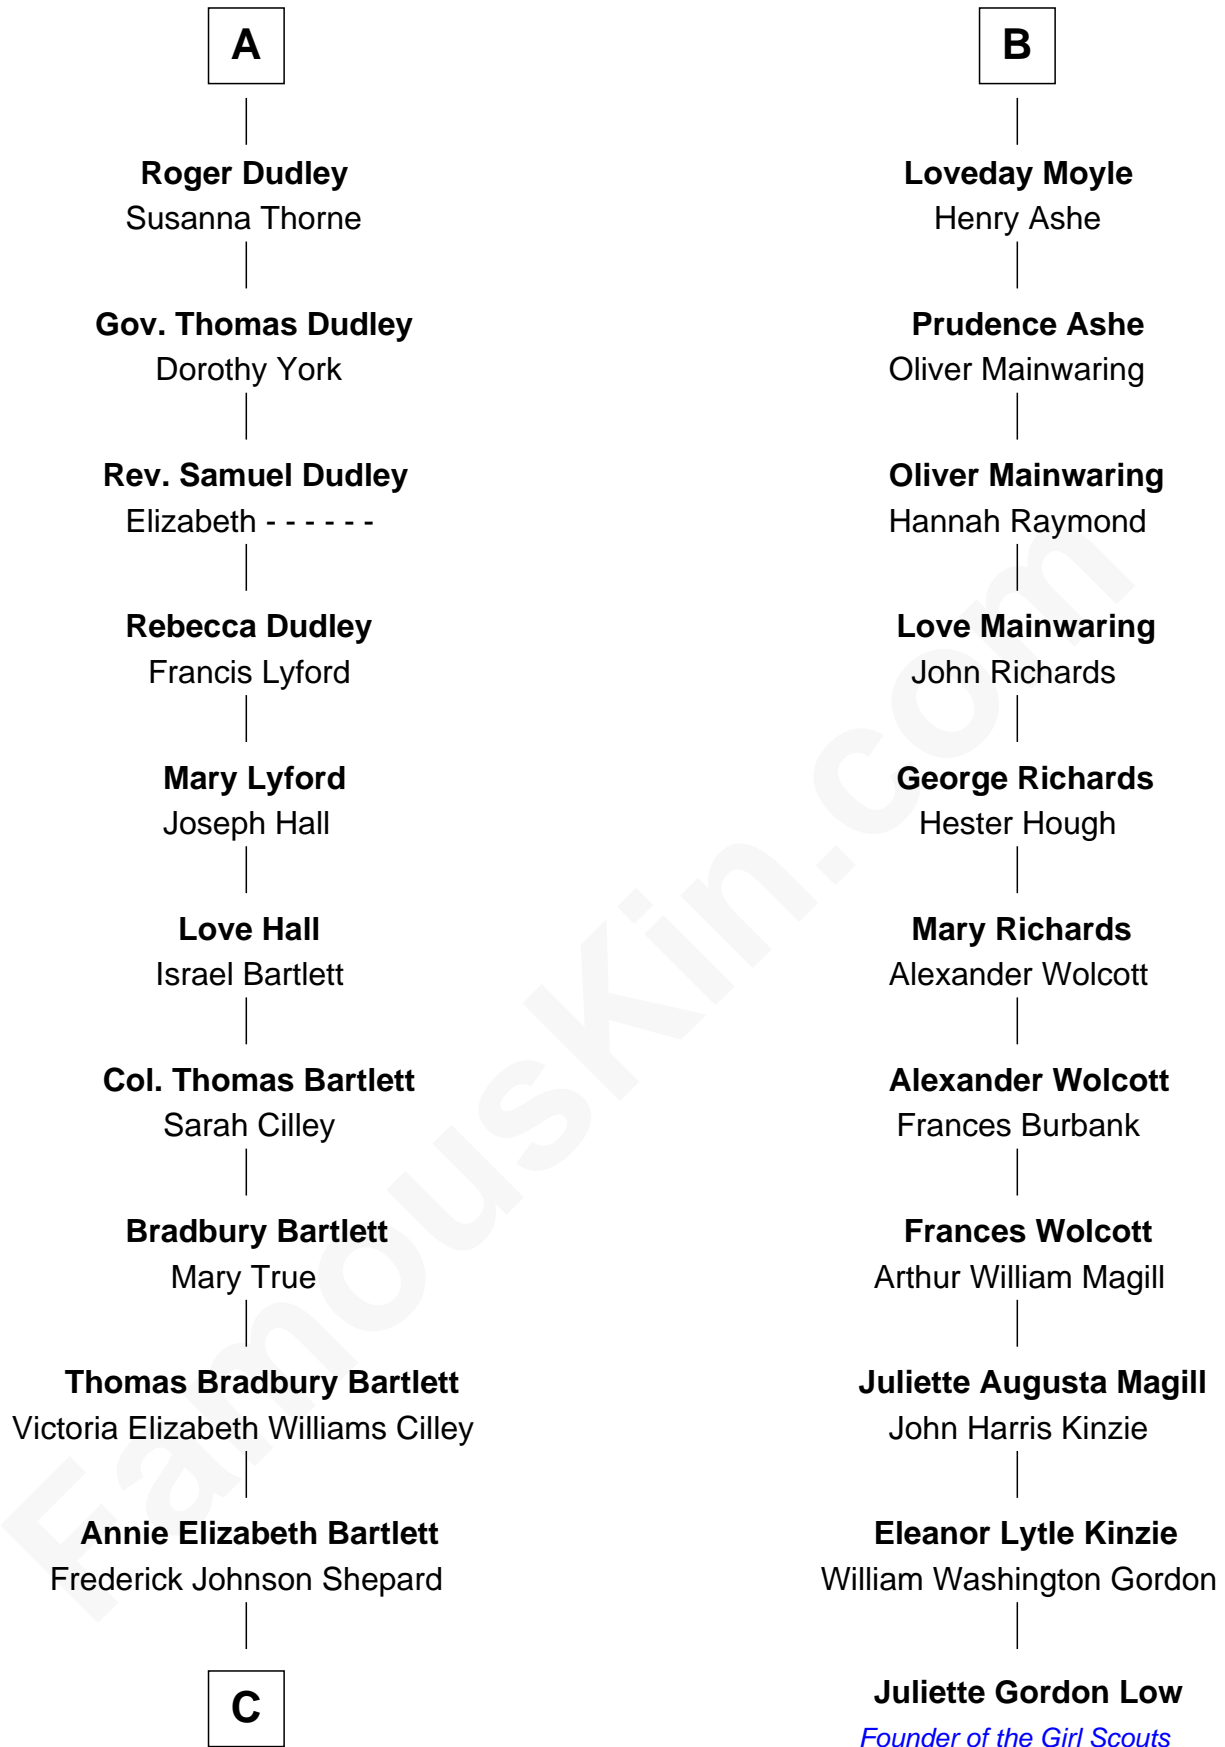 A
Roger Dudley
Susanna Thorne
Gov. Thomas Dudley
Dorothy York
Rev. Samuel Dudley
Elizabeth - - - - - -
Rebecca Dudley
Francis Lyford
Mary Lyford
Joseph Hall
Love Hall
Israel Bartlett
Col. Thomas Bartlett
Sarah Cilley
Bradbury Bartlett
Mary True
Thomas Bradbury Bartlett
Victoria Elizabeth Williams Cilley
Annie Elizabeth Bartlett
Frederick Johnson Shepard
C
B
Loveday Moyle
Henry Ashe
Prudence Ashe
Oliver Mainwaring
Oliver Mainwaring
Hannah Raymond
Love Mainwaring
John Richards
George Richards
Hester Hough
Mary Richards
Alexander Wolcott
Alexander Wolcott
Frances Burbank
Frances Wolcott
Arthur William Magill
Juliette Augusta Magill
John Harris Kinzie
Eleanor Lytle Kinzie
William Washington Gordon
Juliette Gordon Low
Founder of the Girl Scouts
FamousKin.com